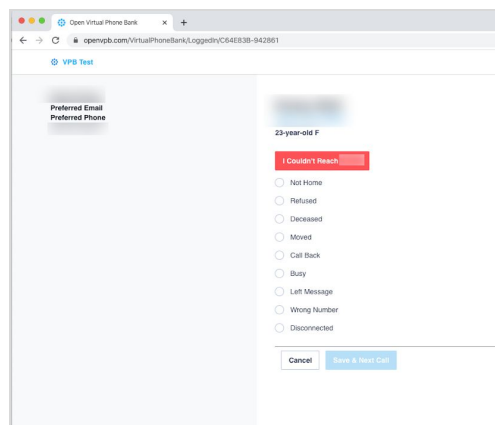 Open Virtual Phone Bank
openvpb.com/VirtualPhoneBank/LoggedIn/C64E83B-942861
VPB Test
Preferred Email
Preferred Phone
23-year-old F
I Couldn't Reach
Not Home
Refused
Deceased
Moved
Call Back
Busy
Left Message
Wrong Number
Disconnected
Cancel Save & Next Call